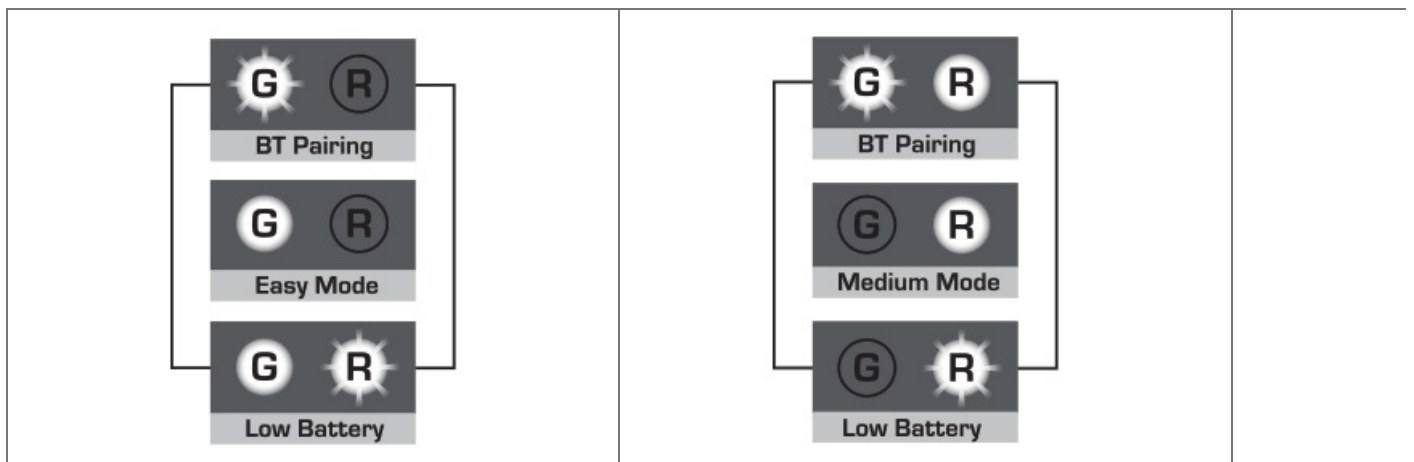 G R
BT Pairing
G R
Easy Mode
G R
Low Battery
G R
BT Pairing
G R
Medium Mode
G R
Low Battery